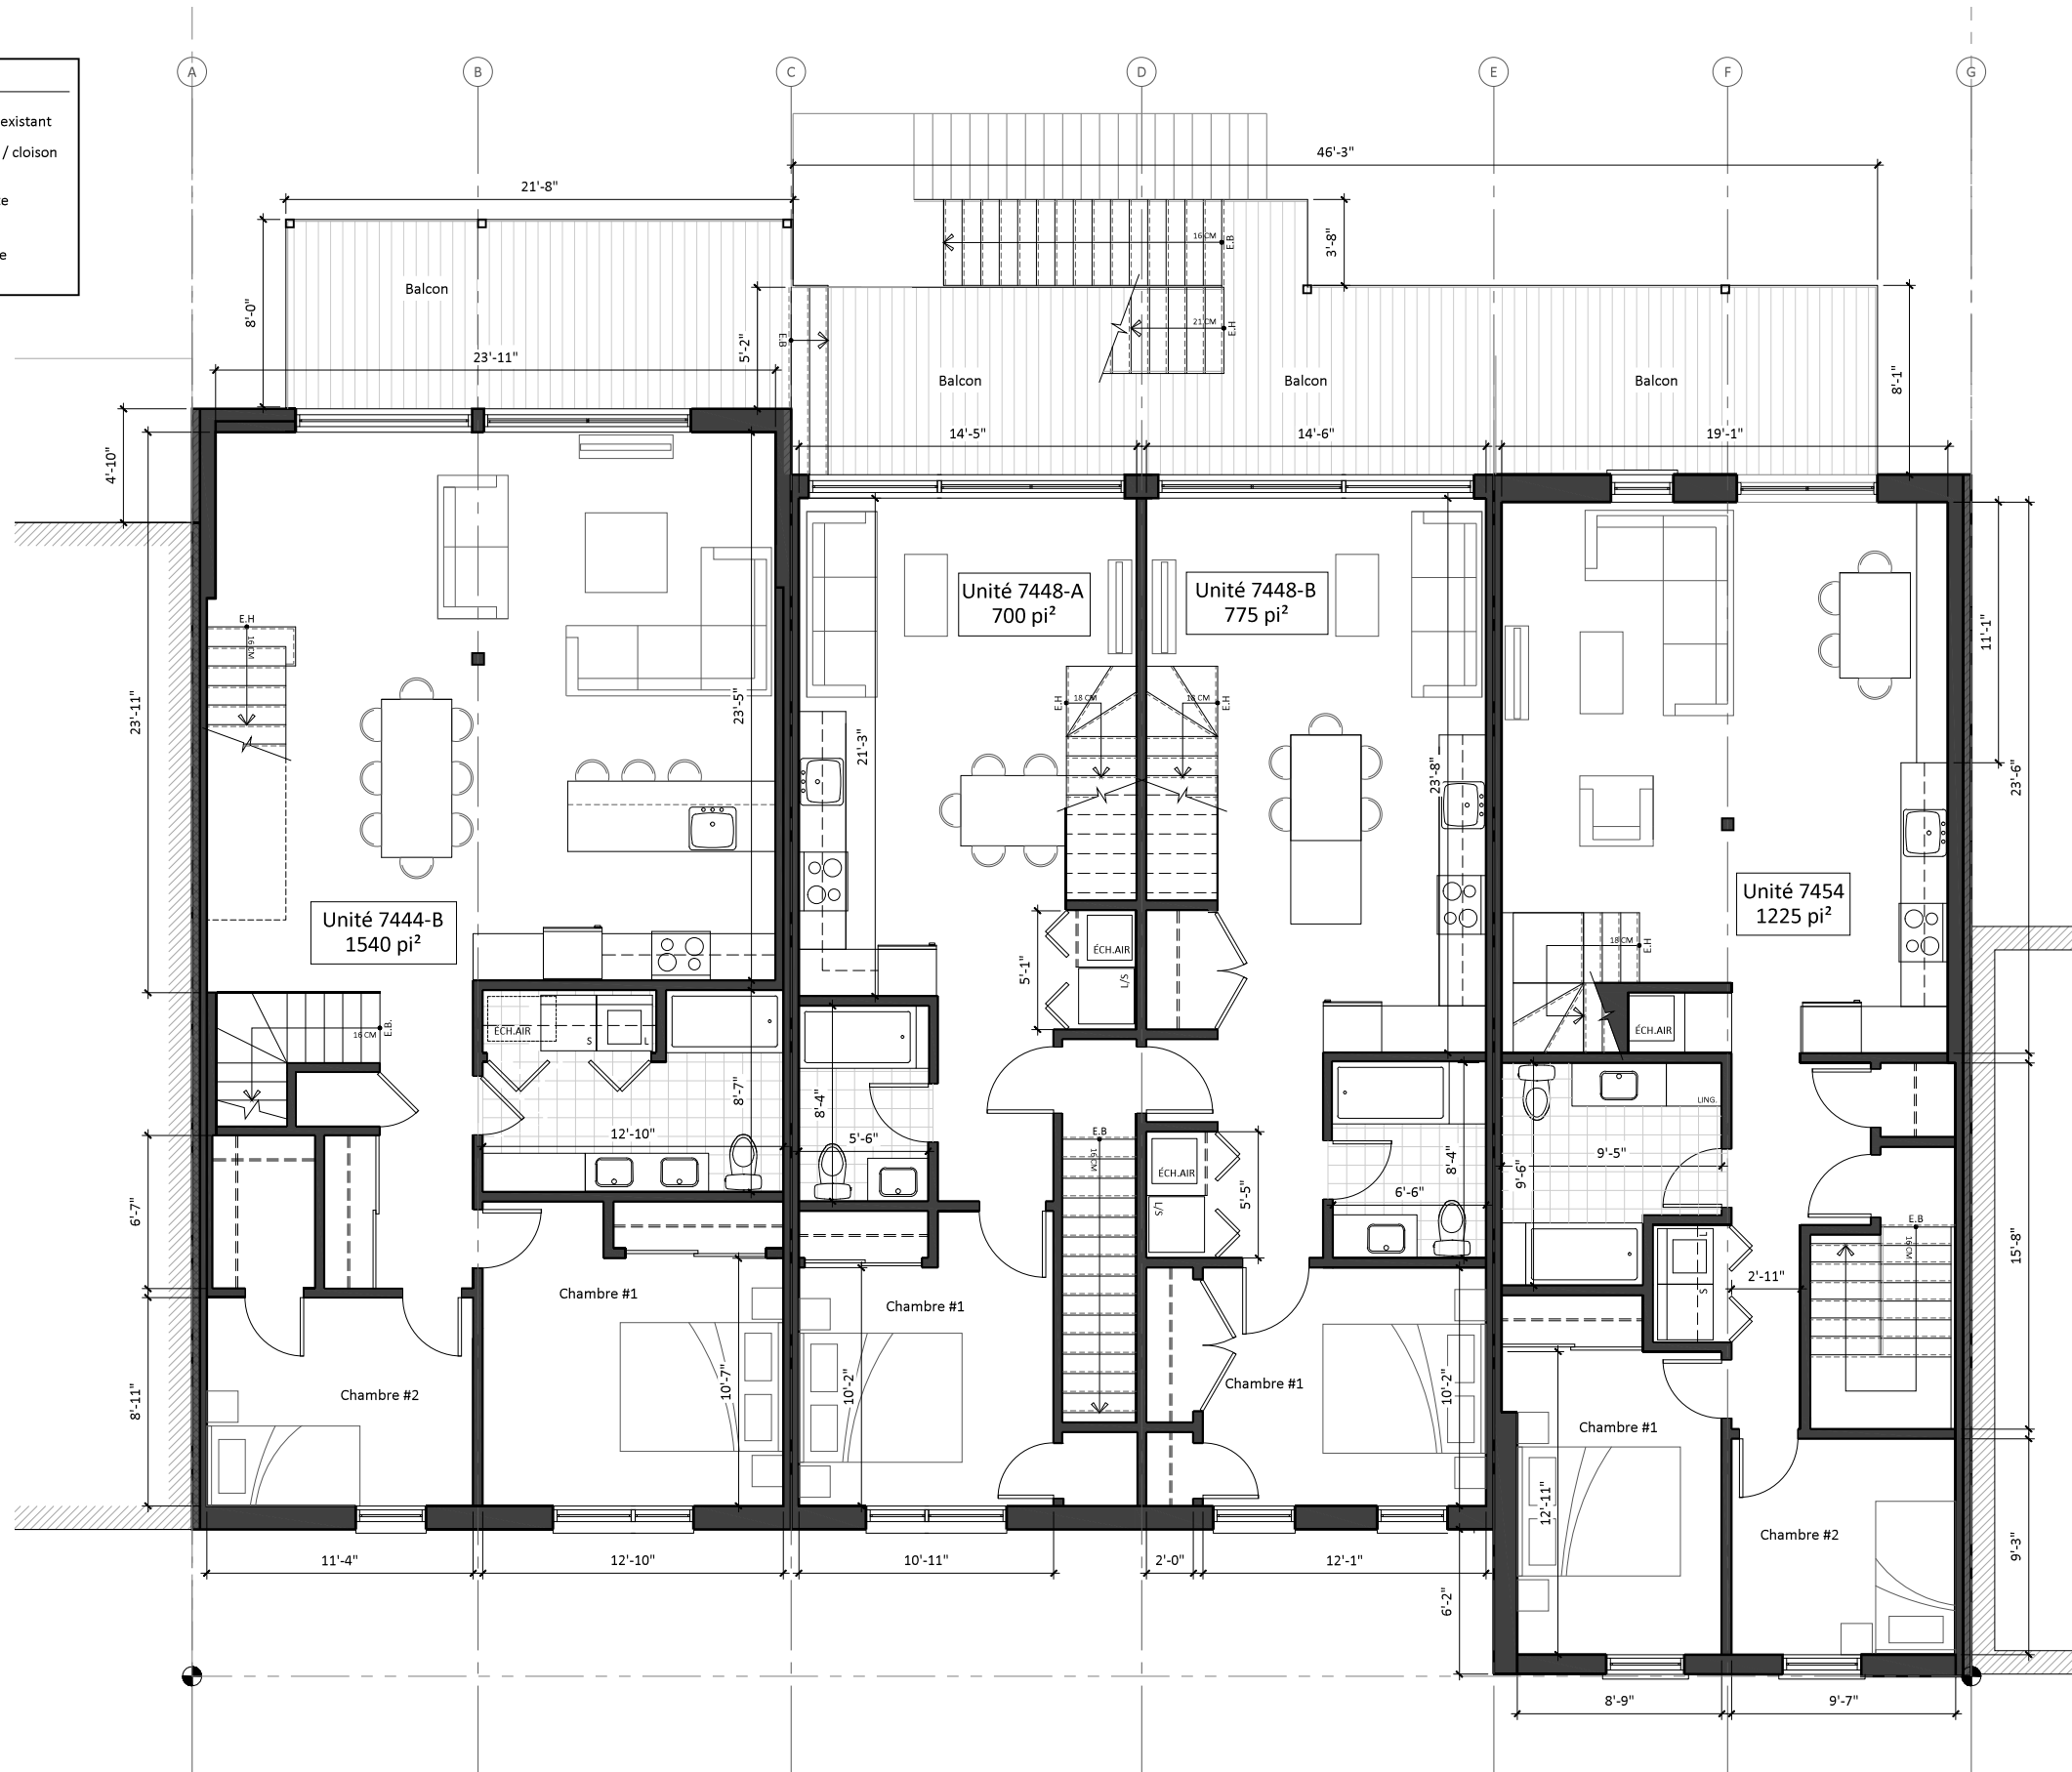 A
B
C
D
E
F
G
existant
/ cloison
46'-3"
21'-8"
16 CM
E.B
3'-8"
Balcon
8'-0"
23'-11"
5'-2"
E.B
21 CM
E.H
Balcon
Balcon
Balcon
8'-1"
4'-10"
14'-5"
14'-6"
19'-1"
Unité 7448-A
700 pi²
Unité 7448-B
775 pi²
E.H
16 CM
11'-1"
23'-11"
23'-5"
21'-3"
E.H
18 CM
18 CM
E.H
23'-8"
23'-6"
Unité 7444-B
1540 pi²
Unité 7454
1225 pi²
18 CM
E.H
5'-1"
ÉCH.AIR
L/S
16 CM
E.B.
ÉCH.AIR
S
L
ÉCH.AIR
8'-7"
8'-4"
12'-10"
5'-6"
E.B
16 CM
ÉCH.AIR
L/S
5'-5"
8'-4"
6'-6"
LING.
9'-5"
9'-6"
6'-7"
E.B
16 CM
15'-8"
L
S
2'-11"
Chambre #1
Chambre #1
Chambre #2
8'-11"
10'-7"
10'-2"
Chambre #1
10'-2"
Chambre #1
12'-11"
Chambre #2
9'-3"
11'-4"
12'-10"
10'-11"
2'-0"
12'-1"
6'-2"
8'-9"
9'-7"